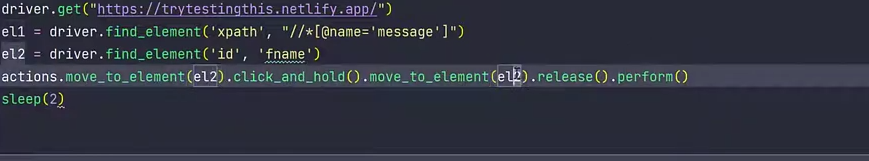 driver.get("https://trytestingthis.netlify.app/")
el1 = driver.find_element('xpath', "//*[@name='message']")
el2 = driver.find_element('id', 'fname')
actions.move_to_element(el2).click_and_hold().move_to_element(el2).release().perform()
sleep(2)